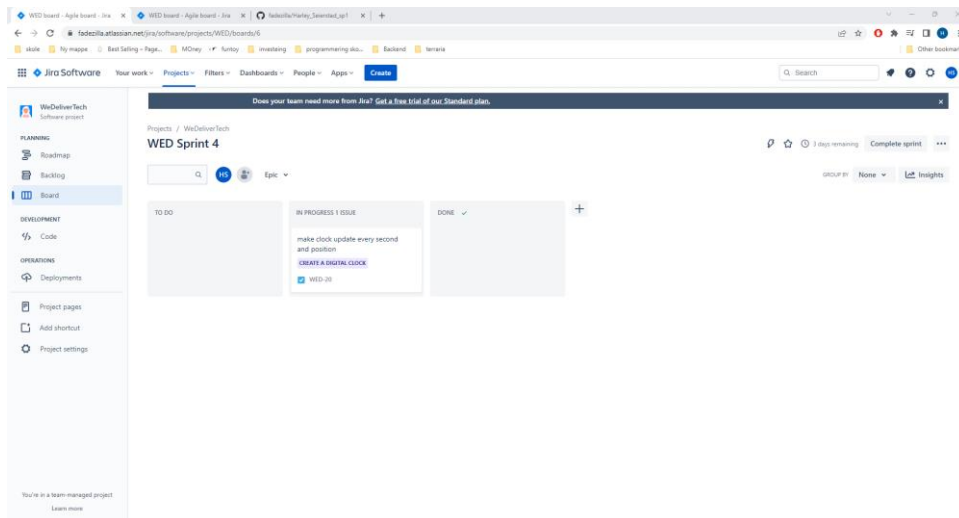 WED board - Agile board - Jira
WED board - Agile board - Jira
fadezilla.atlassian.net/jira/software/projects/WED/boards/6
skole
Ny mappe
Best Selling - Page...
MOney
funtoy
investeing
programmering sko...
Backend
terraria
Other bookmar
Jira Software
Your work
Projects
Filters
Dashboards
People
Apps
Create
Search
HS
WeDeliverTech
Software project
Does your team need more from Jira? Get a free trial of our Standard plan.
PLANNING
Roadmap
Backlog
Board
DEVELOPMENT
Code
OPERATIONS
Deployments
Project pages
Add shortcut
Project settings
You're in a team-managed project
Learn more
Projects / WeDeliverTech
WED Sprint 4
3 days remaining
Complete sprint
HS
Epic
GROUP BY
None
Insights
TO DO
IN PROGRESS 1 ISSUE
DONE
make clock update every second
and position
CREATE A DIGITAL CLOCK
WED-20